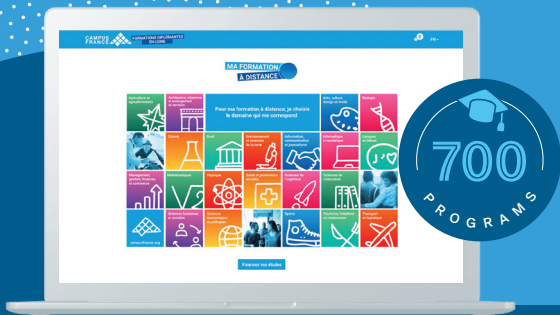 CAMPUS
FRANCE
FORMATIONS DIPLÔMANTES
EN LIGNE
0
FR
MA FORMATION
À DISTANCE
Pour ma formation à distance, je choisis
le domaine qui me correspond
Agriculture et
agroalimentaire
Architecture, urbanisme
et aménagement
du territoire
Arts, culture,
design et mode
Biologie
Chimie
Droit
Environnement
et sciences
de la terre
Information,
communication
et journalisme
Informatique
et numérique
Langues
et lettres
Management,
gestion, finances
et commerce
Mathématiques
Physique
Santé et professions
sociales
Sciences de
l'ingénieur
Sciences de
l'éducation
campusfrance.org
Sciences humaines
et sociales
Sciences
économiques
et politiques
Sports
Tourisme, hôtellerie
et restauration
Transport
et logistique
Financez vos études
700
PROGRAMS